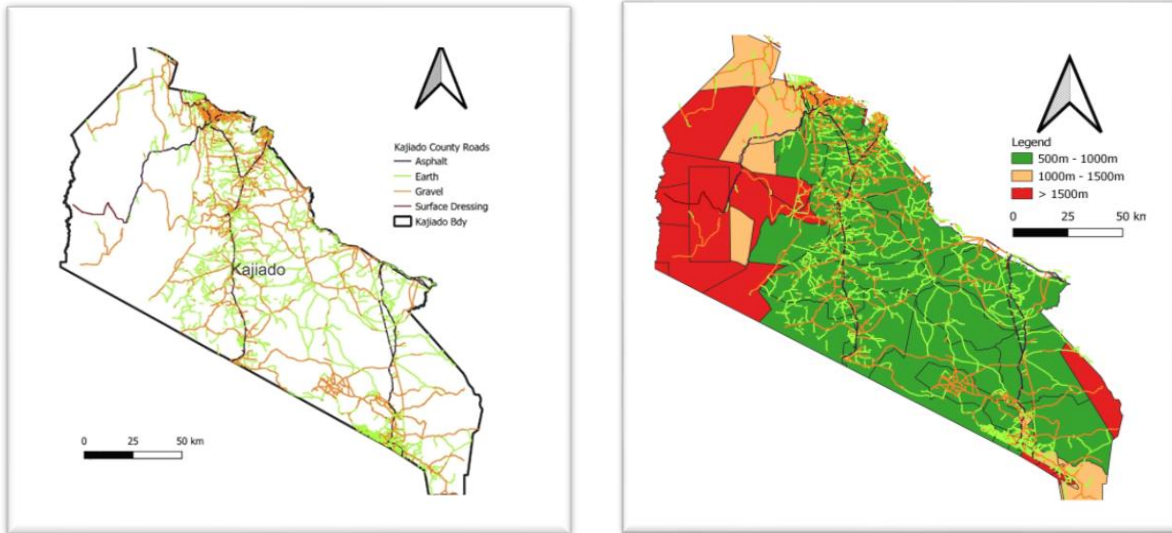 Kajiado County Roads
Asphalt
Earth
Gravel
Surface Dressing
Kajiado Bdy
Kajiado
0 25 50 km
Legend
500m - 1000m
1000m - 1500m
> 1500m
0 25 50 kn